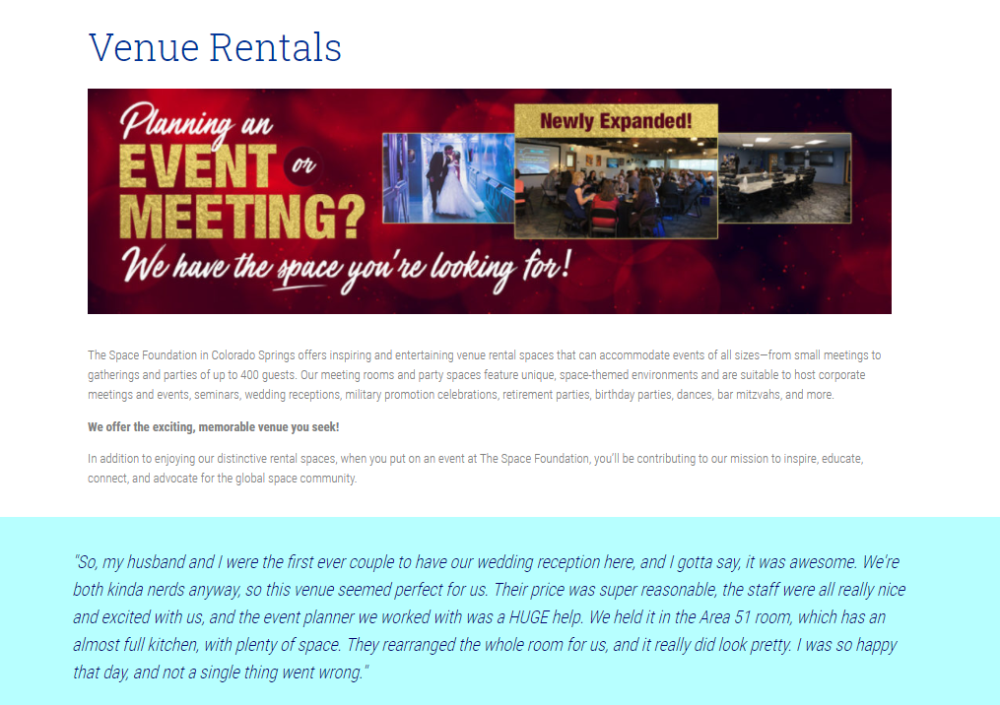 Venue Rentals
Planning an
EVENT or
MEETING?
We have the space you're looking for!
Newly Expanded!
The Space Foundation in Colorado Springs offers inspiring and entertaining venue rental spaces that can accommodate events of all sizes—from small meetings to
gatherings and parties of up to 400 guests. Our meeting rooms and party spaces feature unique, space-themed environments and are suitable to host corporate
meetings and events, seminars, wedding receptions, military promotion celebrations, retirement parties, birthday parties, dances, bar mitzvahs, and more.
We offer the exciting, memorable venue you seek!
In addition to enjoying our distinctive rental spaces, when you put on an event at The Space Foundation, you'll be contributing to our mission to inspire, educate,
connect, and advocate for the global space community.
"So, my husband and I were the first ever couple to have our wedding reception here, and I gotta say, it was awesome. We're
both kinda nerds anyway, so this venue seemed perfect for us. Their price was super reasonable, the staff were all really nice
and excited with us, and the event planner we worked with was a HUGE help. We held it in the Area 51 room, which has an
almost full kitchen, with plenty of space. They rearranged the whole room for us, and it really did look pretty. I was so happy
that day, and not a single thing went wrong."